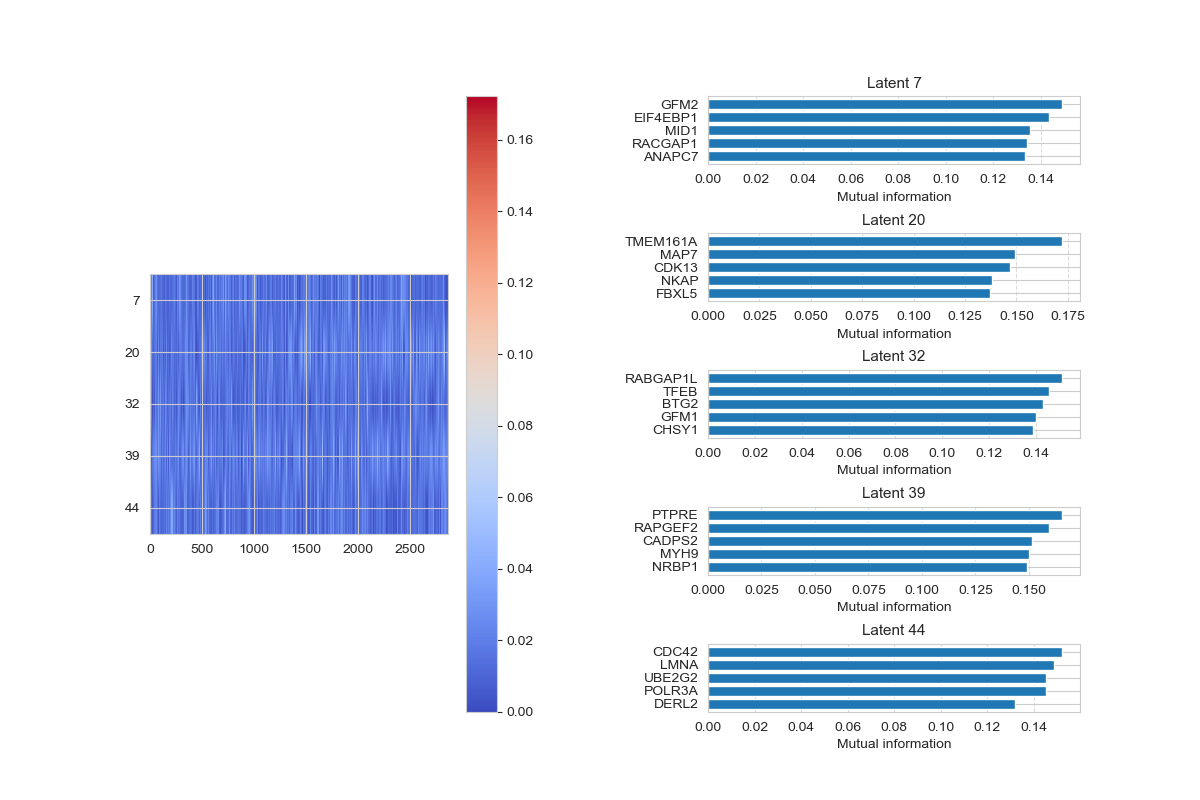 7
20
32
39
44
0 500 1000 1500 2000 2500
0.16
0.14
0.12
0.10
0.08
0.06
0.04
0.02
0.00
Latent 7
GFM2
EIF4EBP1
MID1
RACGAP1
ANAPC7
0.00 0.02 0.04 0.06 0.08 0.10 0.12 0.14
Mutual information
Latent 20
TMEM161A
MAP7
CDK13
NKAP
FBXL5
0.000 0.025 0.050 0.075 0.100 0.125 0.150 0.175
Mutual information
Latent 32
RABGAP1L
TFEB
BTG2
GFM1
CHSY1
0.00 0.02 0.04 0.06 0.08 0.10 0.12 0.14
Mutual information
Latent 39
PTPRE
RAPGEF2
CADPS2
MYH9
NRBP1
0.000 0.025 0.050 0.075 0.100 0.125 0.150
Mutual information
Latent 44
CDC42
LMNA
UBE2G2
POLR3A
DERL2
0.00 0.02 0.04 0.06 0.08 0.10 0.12 0.14
Mutual information